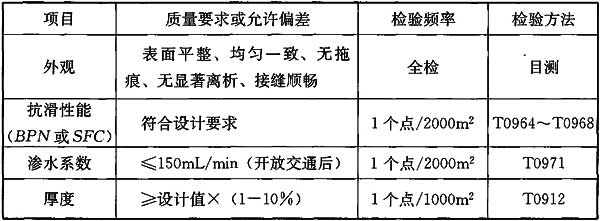 项目 质量要求或允许偏差 检验频率 检验方法
外观 表面平整、均匀一致、无拖痕、无显著离析、接缝顺畅 全检 目测
抗滑性能（BPN或SFC） 符合设计要求 1个点/2000m² T0964～T0968
渗水系数 ≤150mL/min（开放交通后） 1个点/2000m² T0971
厚度 ≥设计值×（1－10%） 1个点/1000m² T0912